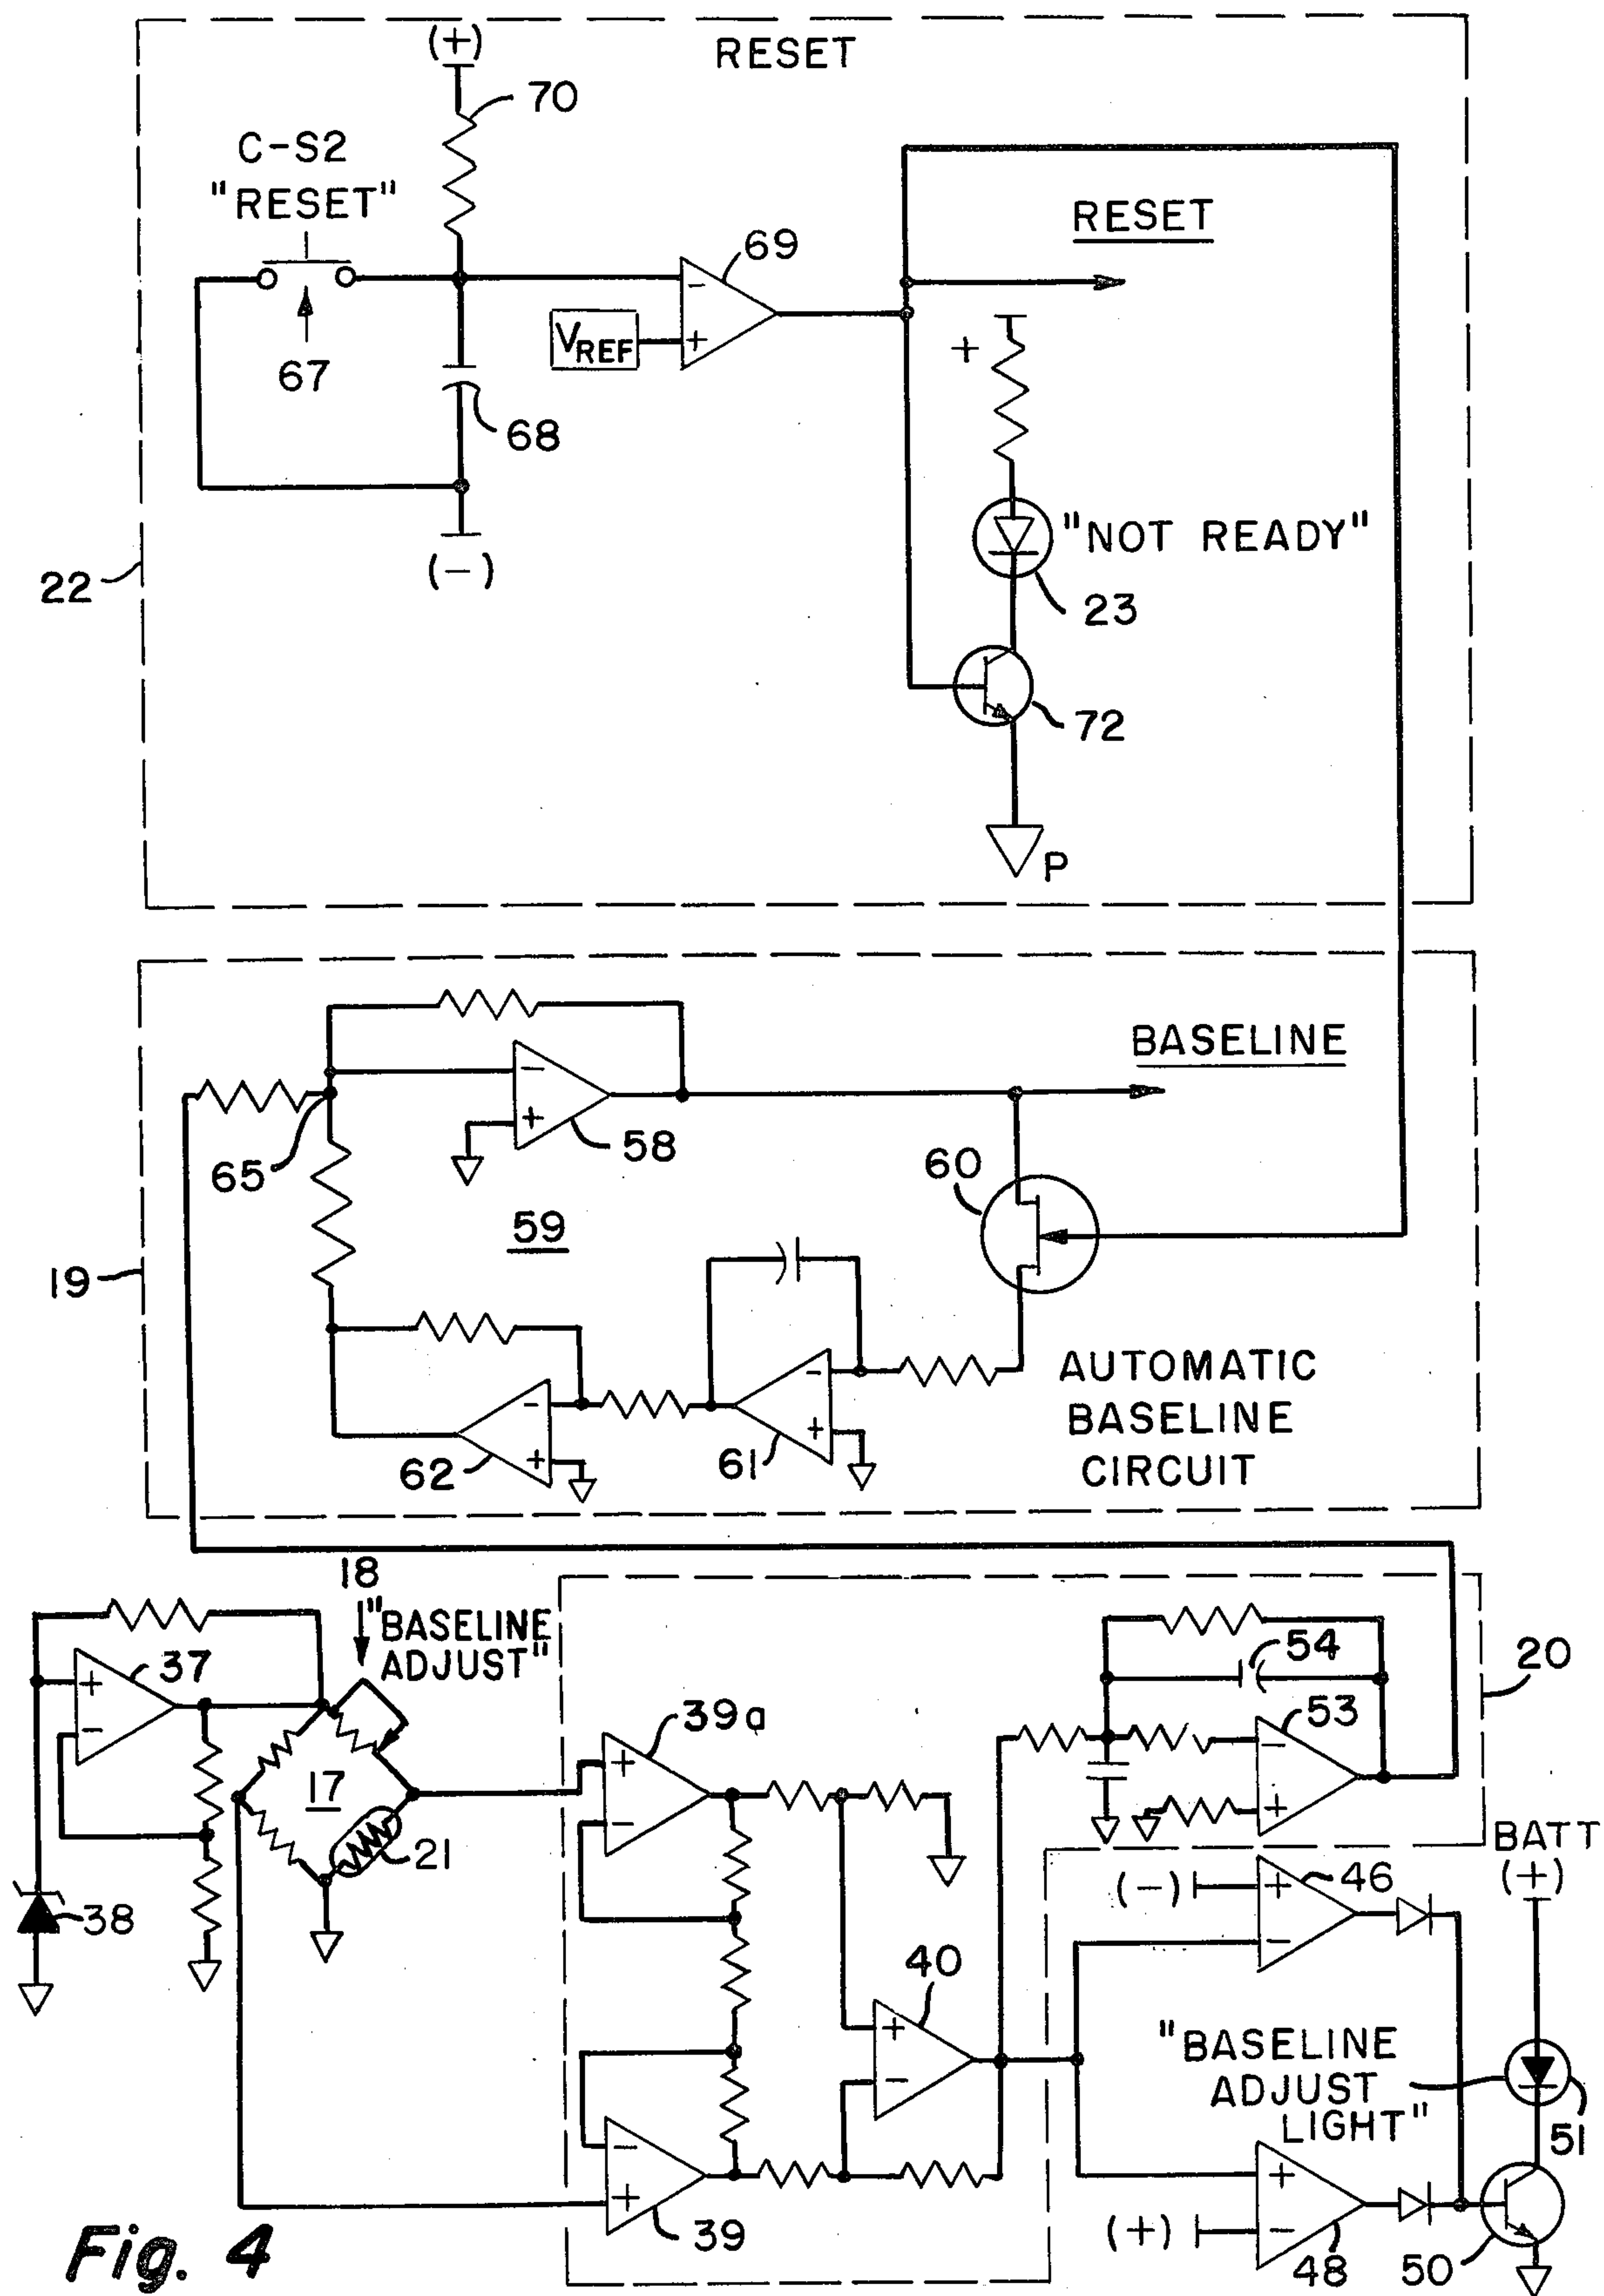 (+)
RESET
70
C-S2
"RESET"
69
RESET
-
VREF
+
+
67
68
"NOT READY"
(-)
22
23
72
P
BASELINE
-
+
58
65
60
59
19
-
+
AUTOMATIC
BASELINE
CIRCUIT
-
+
62
61
18
"BASELINE
ADJUST"
54
20
37
+
-
39a
53
+
-
-
+
17
21
BATT
(+)
38
(-)
+
-
46
40
+
-
"BASELINE
ADJUST
LIGHT"
51
-
+
39
+
-
(+)
48
50
Fig. 4